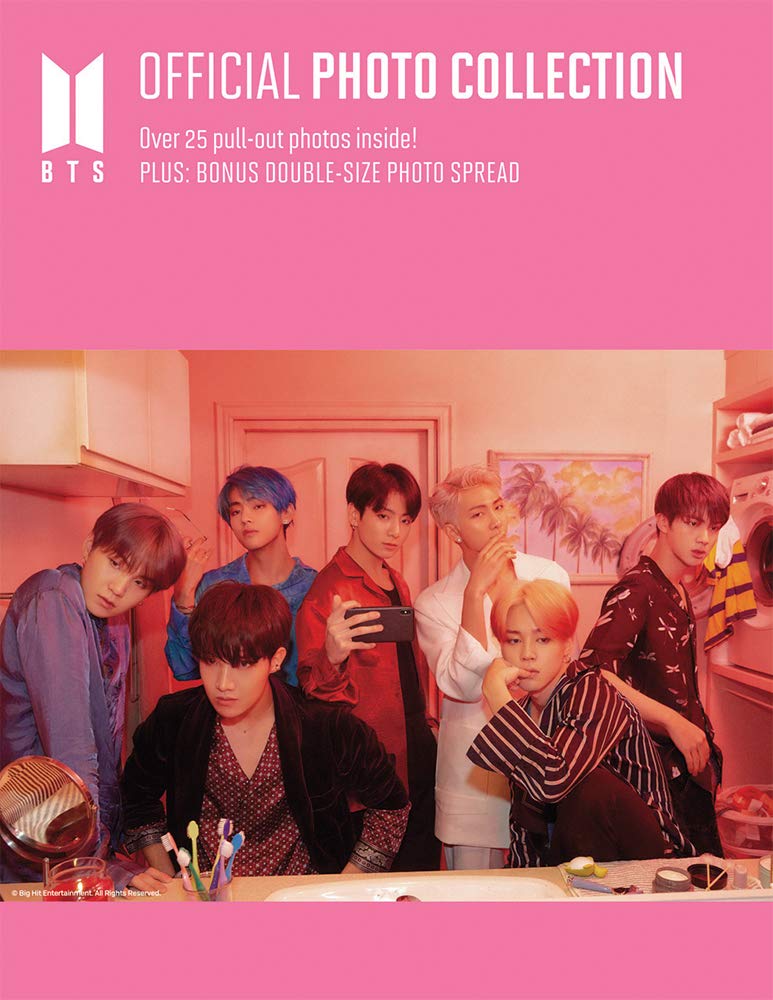 OFFICIAL PHOTO COLLECTION
Over 25 pull-out photos inside!
BTS
PLUS: BONUS DOUBLE-SIZE PHOTO SPREAD
© Big Hit Entertainment. All Rights Reserved.